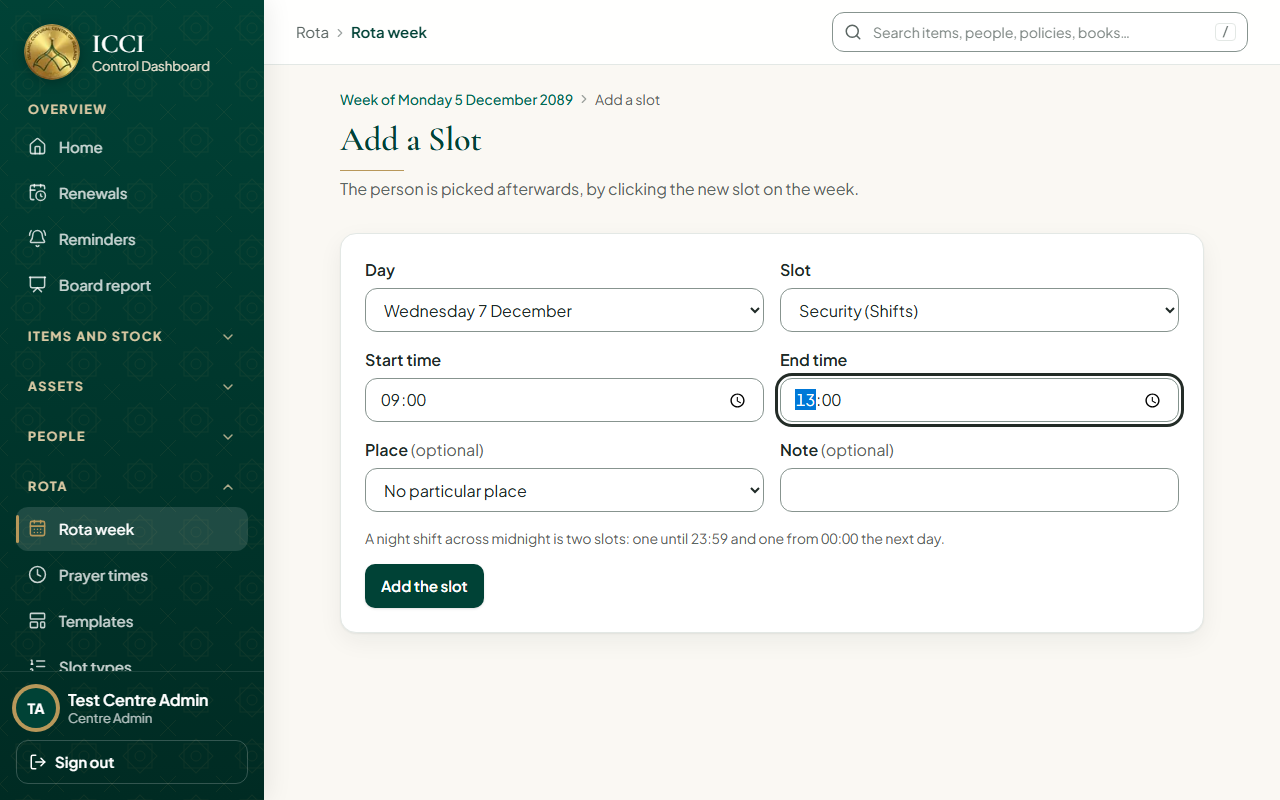 ICCI
Control Dashboard
OVERVIEW
Home
Renewals
Reminders
Board report
ITEMS AND STOCK
ASSETS
PEOPLE
ROTA
Rota week
Prayer times
Templates
Slot types
TA
Test Centre Admin
Centre Admin
Sign out
Rota > Rota week
Search items, people, policies, books…
/
Week of Monday 5 December 2089 > Add a slot
Add a Slot
The person is picked afterwards, by clicking the new slot on the week.
Day
Wednesday 7 December
Slot
Security (Shifts)
Start time
09:00
End time
13:00
Place (optional)
No particular place
Note (optional)
A night shift across midnight is two slots: one until 23:59 and one from 00:00 the next day.
Add the slot